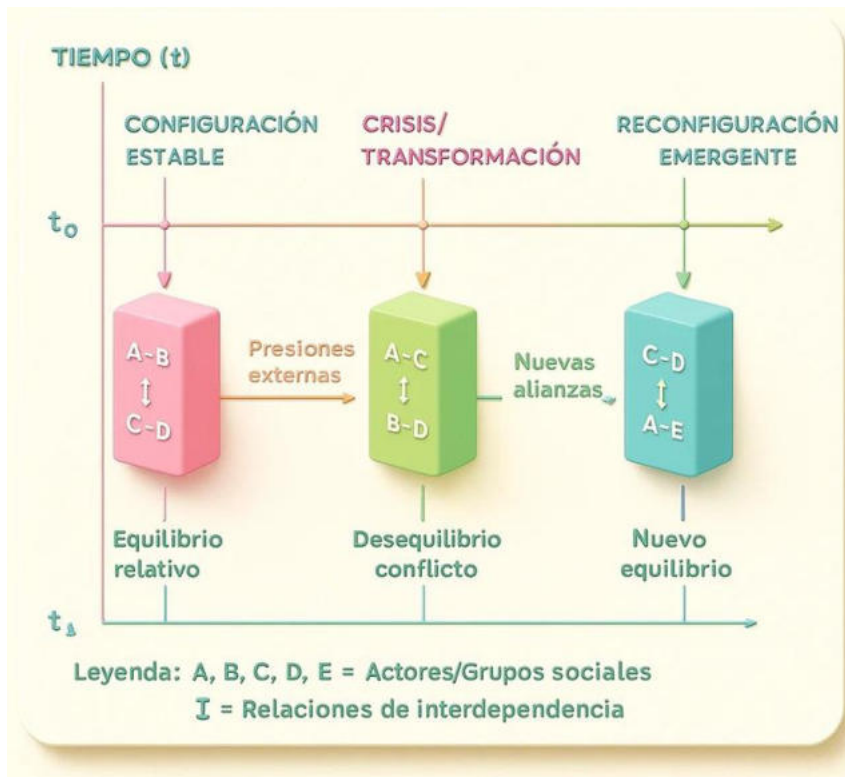 TIEMPO (t)
CONFIGURACIÓN
ESTABLE
CRISIS/
TRANSFORMACIÓN
RECONFIGURACIÓN
EMERGENTE
t₀
A~B
↕
C~D
Presiones
externas
A~C
↕
B~D
Nuevas
alianzas
C~D
↕
A~E
Equilibrio
relativo
Desequilibrio
conflicto
Nuevo
equilibrio
t₁
Leyenda: A, B, C, D, E = Actores/Grupos sociales
I = Relaciones de interdependencia